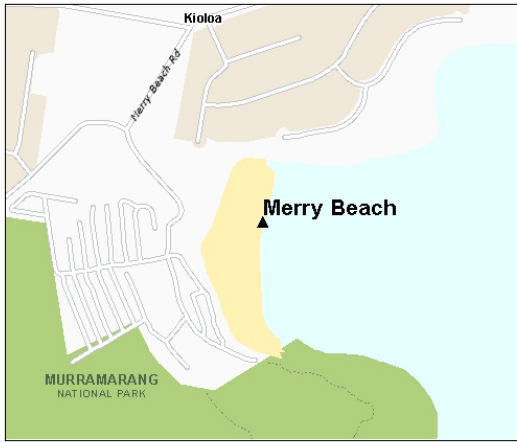 Kioloa
Merry Beach Rd
Merry Beach
MURRAMARANG
NATIONAL PARK